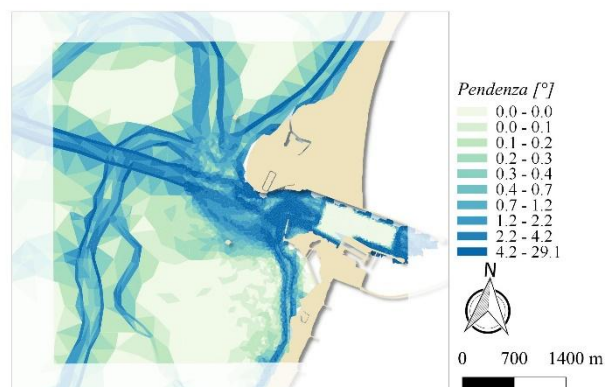 Pendenza [°]
0.0 - 0.0
0.0 - 0.1
0.1 - 0.2
0.2 - 0.3
0.3 - 0.4
0.4 - 0.7
0.7 - 1.2
1.2 - 2.2
2.2 - 4.2
4.2 - 29.1
N
0 700 1400 m